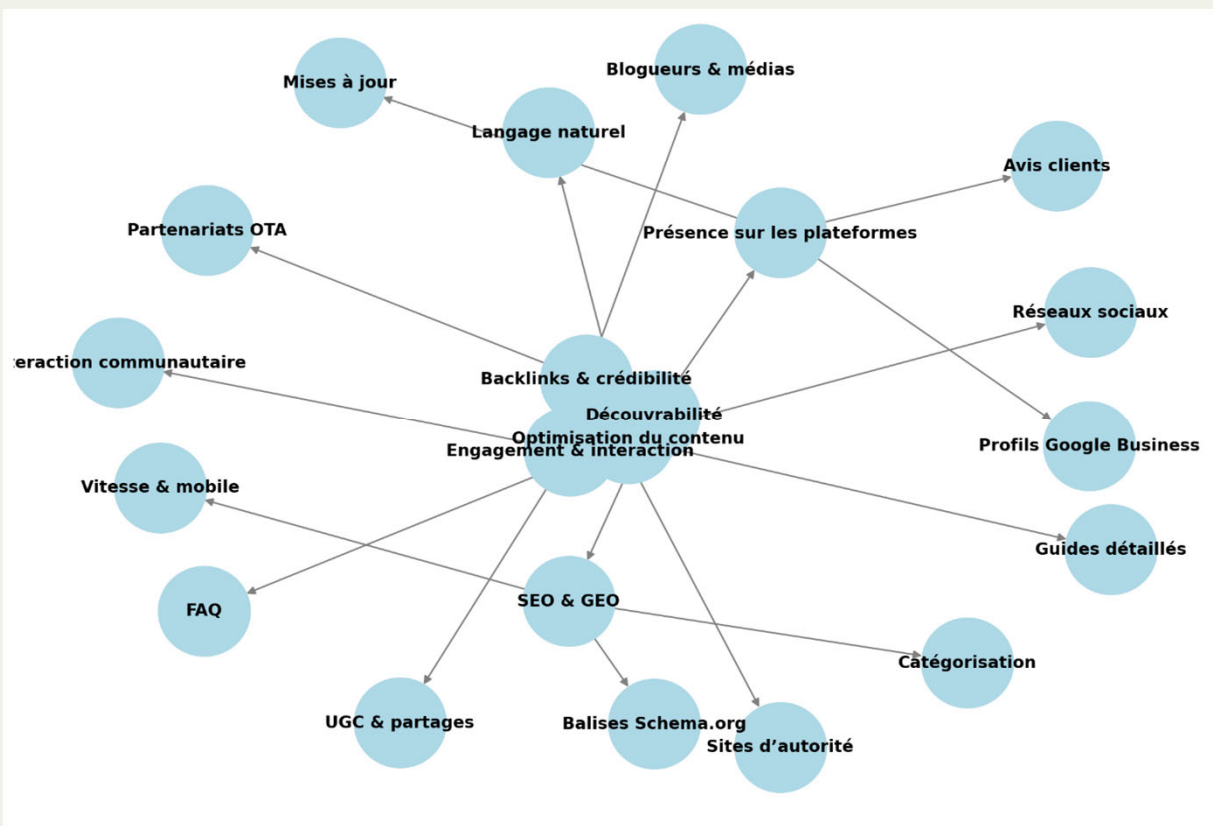 Blogueurs & médias
Mises à jour
Langage naturel
Avis clients
Partenariats OTA
Présence sur les plateformes
Réseaux sociaux
eraction communautaire
Backlinks & crédibilité
Découvrabilité
Optimisation du contenu
Engagement & interaction
Profils Google Business
Vitesse & mobile
Guides détaillés
SEO & GEO
FAQ
Catégorisation
UGC & partages
Balises Schema.org
Sites d’autorité